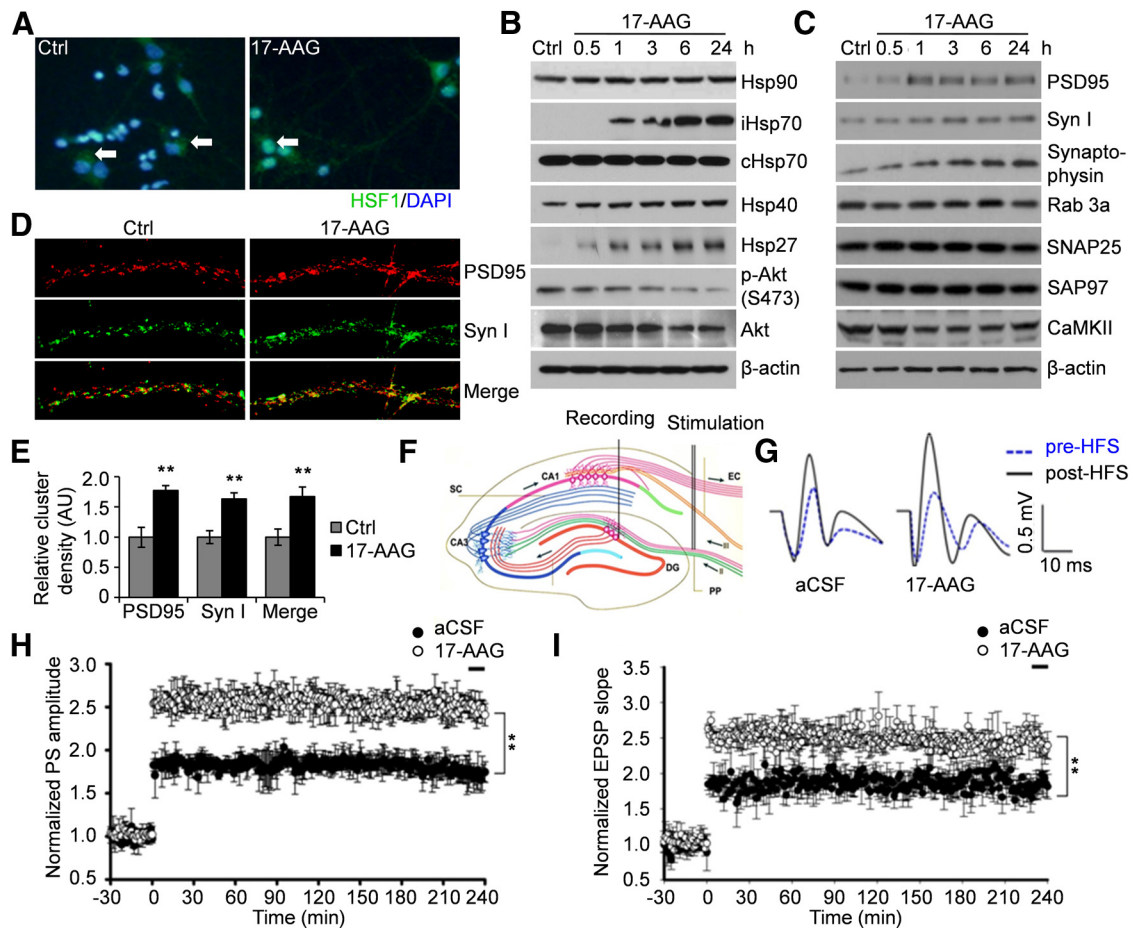 A
Ctrl
17-AAG
HSF1/DAPI
B
17-AAG
Ctrl 0.5 1 3 6 24 h
Hsp90
iHsp70
cHsp70
Hsp40
Hsp27
p-Akt
(S473)
Akt
β-actin
C
17-AAG
Ctrl 0.5 1 3 6 24 h
PSD95
Syn I
Synapto-
physin
Rab 3a
SNAP25
SAP97
CaMKII
β-actin
D
Ctrl 17-AAG
PSD95
Syn I
Merge
E
Relative cluster
density (AU)
2.0
1.5
1.0
0.5
0
** ** **
Ctrl
17-AAG
PSD95 Syn I Merge
F
Recording Stimulation
CA1
EC
SC
CA3
III
DG
II
PP
G
pre-HFS
post-HFS
0.5 mV
10 ms
aCSF 17-AAG
H
aCSF
17-AAG
Normalized PS amplitude
3.0
2.5
2.0
1.5
1.0
0.5
**
-30 0 30 60 90 120 150 180 210 240
Time (min)
I
aCSF
17-AAG
Normalized EPSP slope
3.5
3.0
2.5
2.0
1.5
1.0
0.5
**
-30 0 30 60 90 120 150 180 210 240
Time (min)